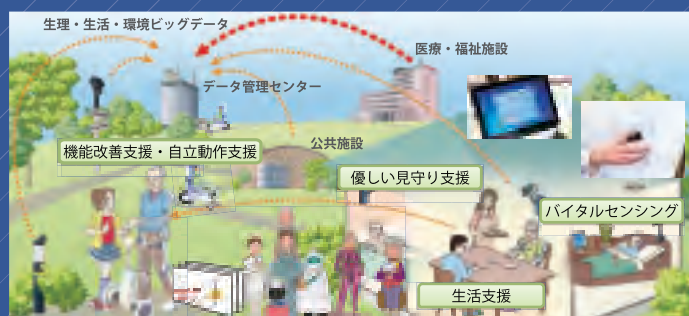 生理・生活・環境ビッグデータ
医療・福祉施設
データ管理センター
公共施設
機能改善支援・自立動作支援
優しい見守り支援
バイタルセンシング
生活支援